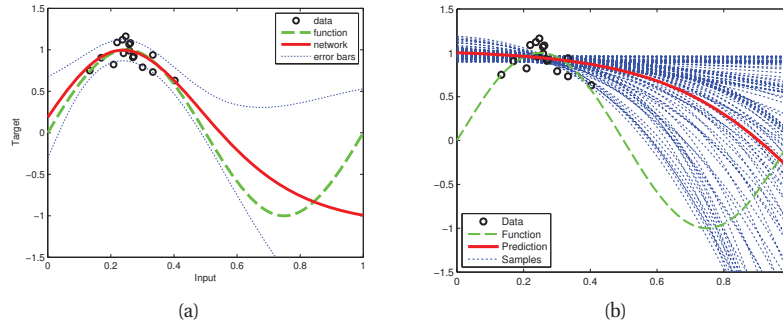 data
function
network
error bars
1.5
1
0.5
0
-0.5
-1
-1.5
Target
0 0.2 0.4 0.6 0.8 1
Input
(a)
1.5
1
0.5
0
-0.5
-1
-1.5
Data
Function
Prediction
Samples
0 0.2 0.4 0.6 0.8
(b)